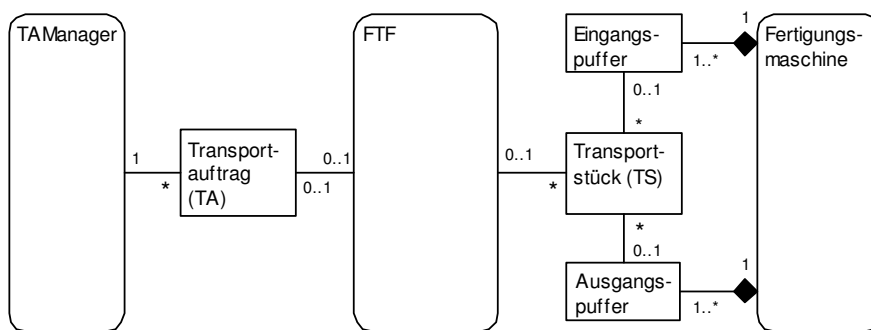 TAManager
FTF
Eingangs-
puffer
1
Fertigungs-
maschine
1..*
0..1
*
Transport-
auftrag
(TA)
1
*
0..1
0..1
0..1
*
Transport-
stück (TS)
*
0..1
Ausgangs-
puffer
1
1..*